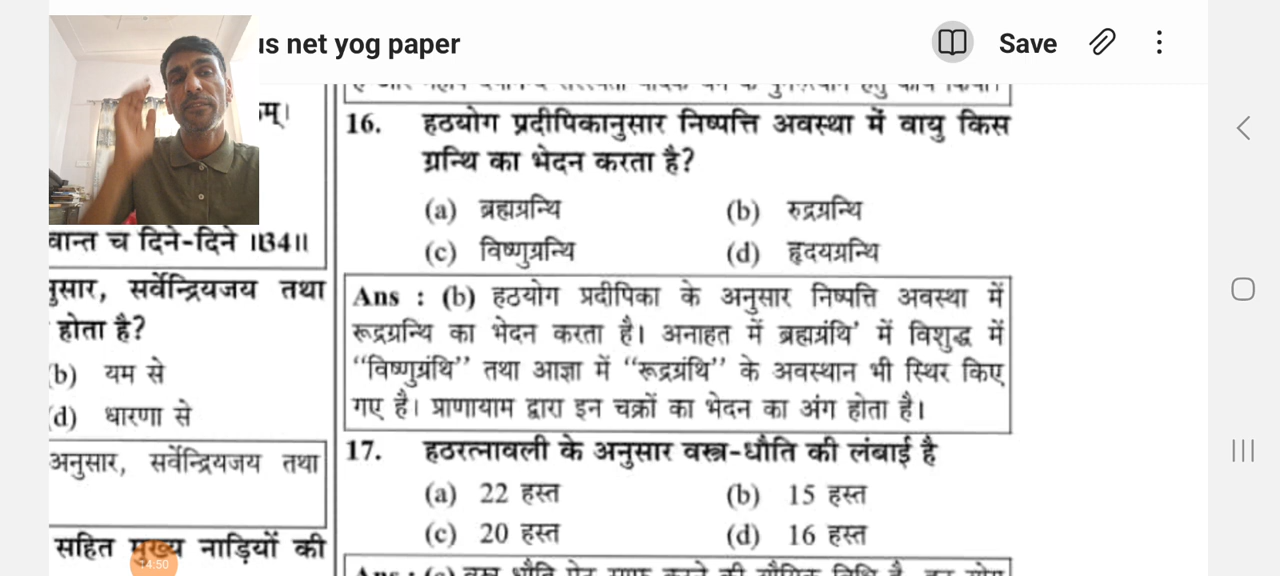 us net yog paper
Save
वान्त च दिने-दिने ॥34॥
नुसार, सर्वेन्द्रियजय तथा
होता है?
b) यम से
d) धारणा से
अनुसार, सर्वेन्द्रियजय तथा
सहित मुख्य नाड़ियों की
14:50
16. हठयोग प्रदीपिकानुसार निष्पत्ति अवस्था में वायु किस
ग्रन्थि का भेदन करता है?
(a) ब्रह्मग्रन्थि (b) रुद्रग्रन्थि
(c) विष्णुग्रन्थि (d) हृदयग्रन्थि
Ans : (b) हठयोग प्रदीपिका के अनुसार निष्पत्ति अवस्था में
रूद्रग्रन्थि का भेदन करता है। अनाहत में ब्रह्मग्रंथि' में विशुद्ध में
“विष्णुग्रंथि” तथा आज्ञा में “रूद्रग्रंथि” के अवस्थान भी स्थिर किए
गए है। प्राणायाम द्वारा इन चक्रों का भेदन का अंग होता है।
17. हठरत्नावली के अनुसार वस्त्र-धौति की लंबाई है
(a) 22 हस्त (b) 15 हस्त
(c) 20 हस्त (d) 16 हस्त